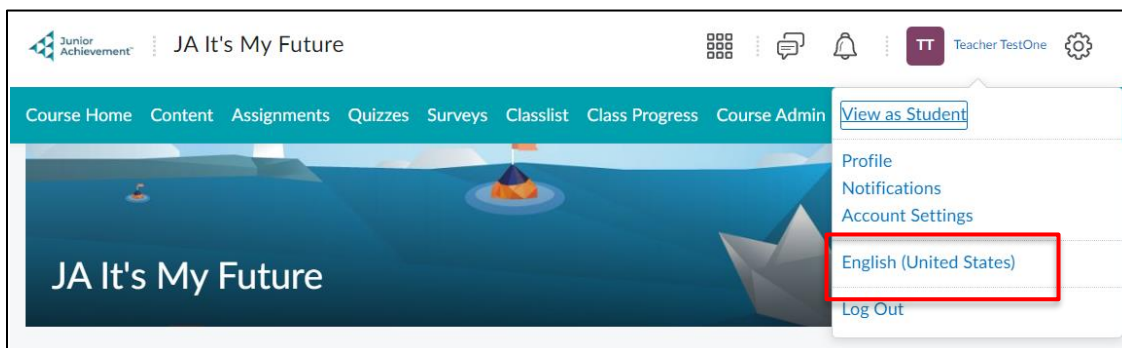 Junior
Achievement
JA It's My Future
TT
Teacher TestOne
Course Home Content Assignments Quizzes Surveys Classlist Class Progress Course Admin
View as Student
Profile
Notifications
Account Settings
JA It's My Future
English (United States)
Log Out